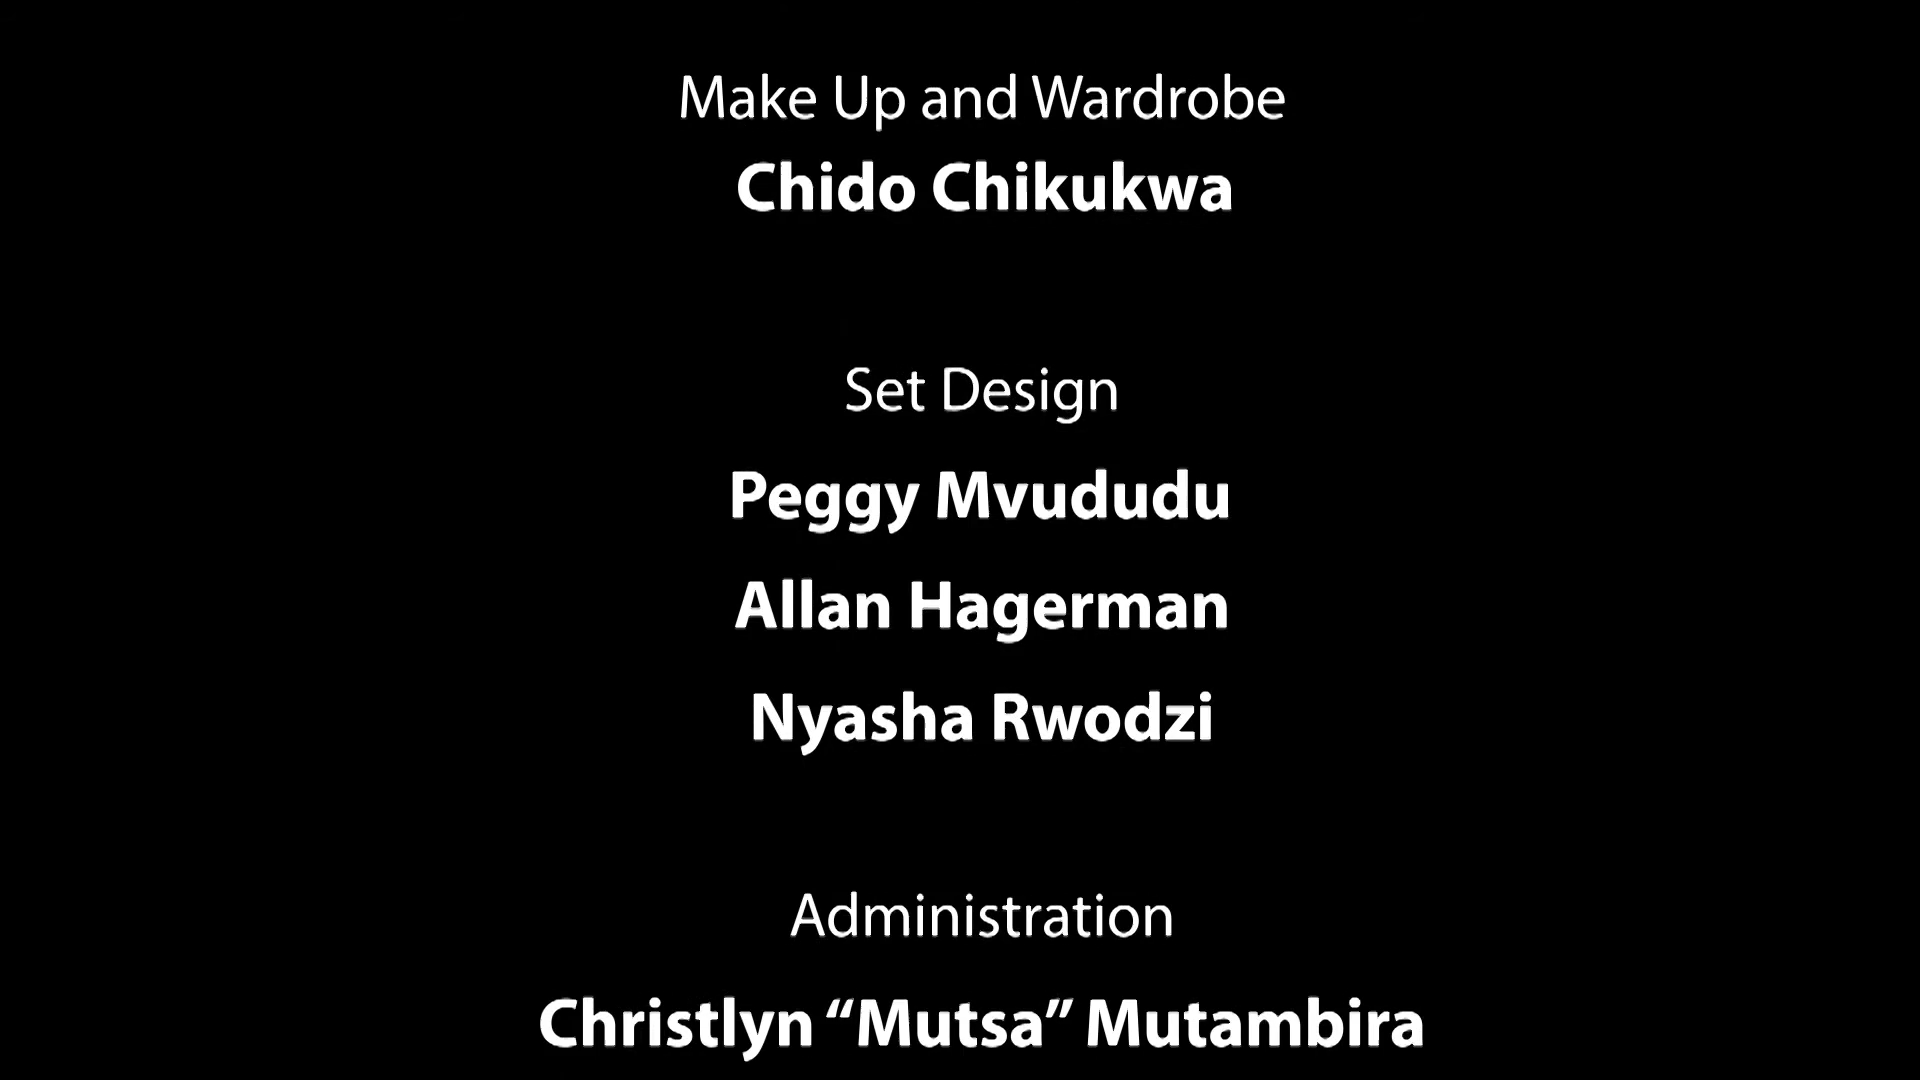 Make Up and Wardrobe
Chido Chikukwa
Set Design
Peggy Mvududu
Allan Hagerman
Nyasha Rwodzi
Administration
Christlyn “Mutsa” Mutambira